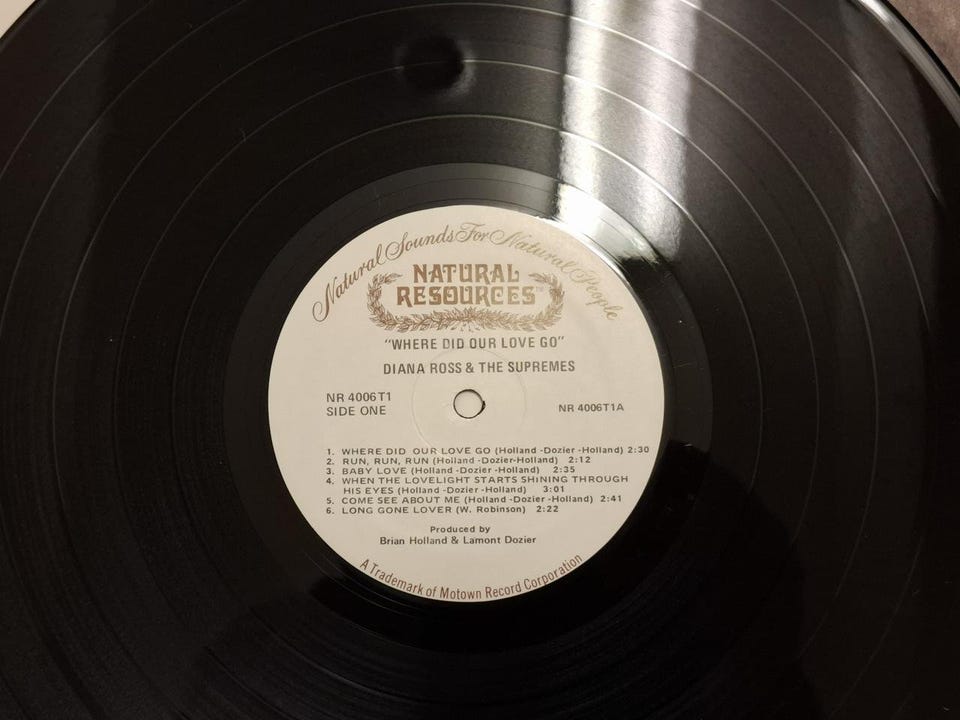 Natural Sounds For Natural People
NATURAL
RESOURCES
"WHERE DID OUR LOVE GO"
DIANA ROSS & THE SUPREMES
NR 4006T1
SIDE ONE
NR 4006T1A
1. WHERE DID OUR LOVE GO (Holland -Dozier -Holland) 2:30
2. RUN, RUN, RUN (Holland -Dozier-Holland) 2:12
3. BABY LOVE (Holland -Dozier -Holland) 2:35
4. WHEN THE LOVELIGHT STARTS SHINING THROUGH
HIS EYES (Holland -Dozier -Holland) 3:01
5. COME SEE ABOUT ME (Holland -Dozier -Holland) 2:41
6. LONG GONE LOVER (W. Robinson) 2:22
Produced by
Brian Holland & Lamont Dozier
A Trademark of Motown Record Corporation